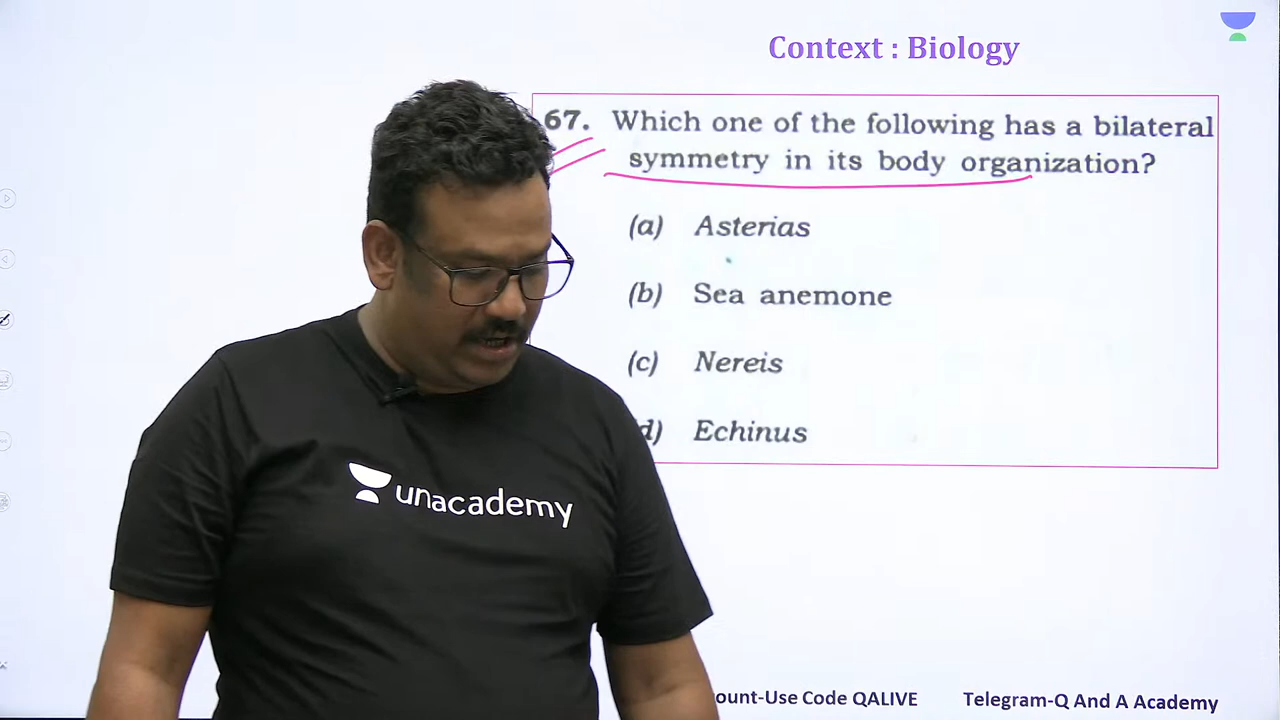 Context : Biology
67. Which one of the following has a bilateral
symmetry in its body organization?
(a) Asterias
(b) Sea anemone
(c) Nereis
d) Echinus
unacademy
ount-Use Code QALIVE Telegram-Q And A Academy